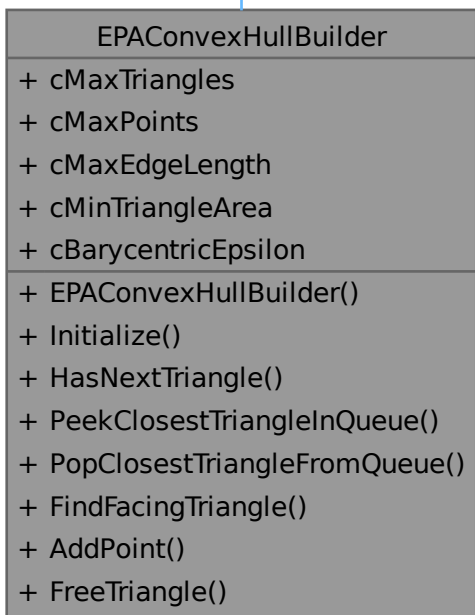 EPAConvexHullBuilder
+ cMaxTriangles
+ cMaxPoints
+ cMaxEdgeLength
+ cMinTriangleArea
+ cBarycentricEpsilon
+ EPAConvexHullBuilder()
+ Initialize()
+ HasNextTriangle()
+ PeekClosestTriangleInQueue()
+ PopClosestTriangleFromQueue()
+ FindFacingTriangle()
+ AddPoint()
+ FreeTriangle()